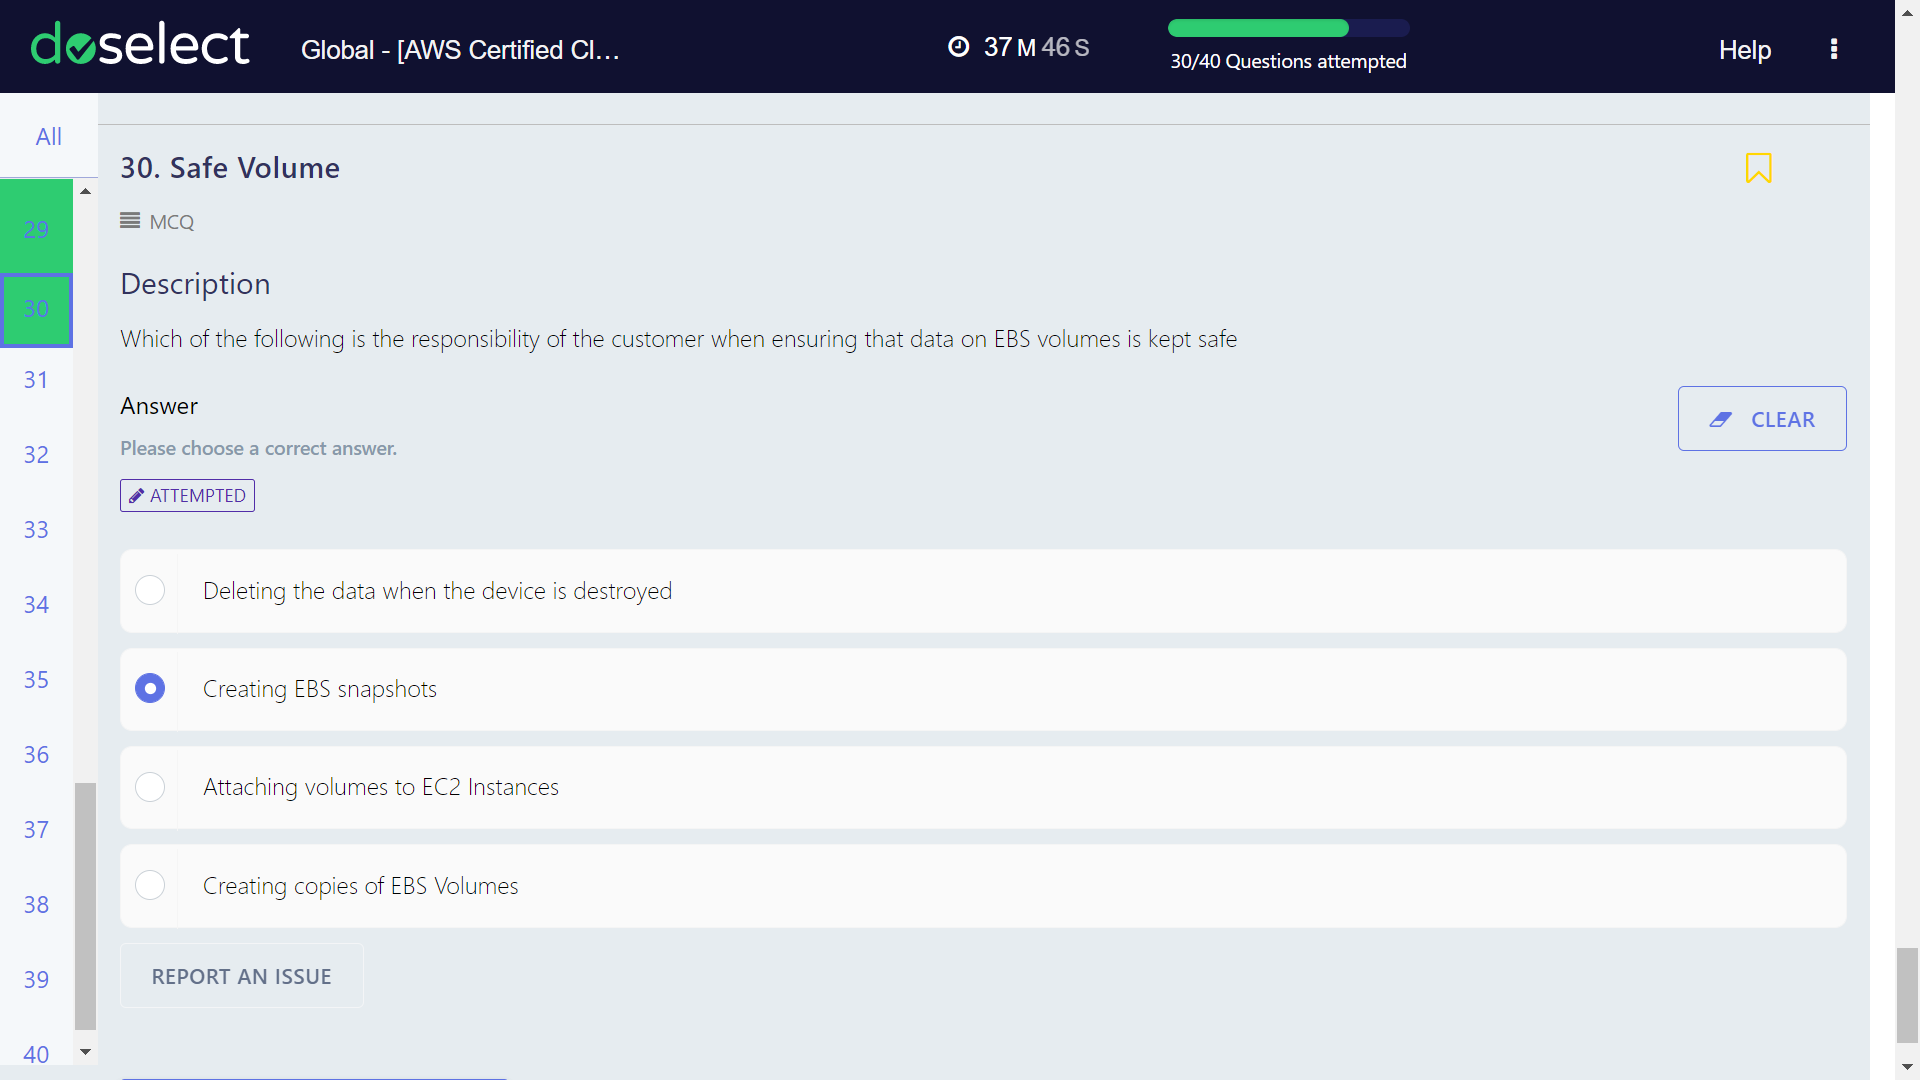 doselect
Global - [AWS Certified Cl...
37 M 46 S
30/40 Questions attempted
Help
All
29
30
31
32
33
34
35
36
37
38
39
40
30. Safe Volume
MCQ
Description
Which of the following is the responsibility of the customer when ensuring that data on EBS volumes is kept safe
Answer
Please choose a correct answer.
CLEAR
ATTEMPTED
Deleting the data when the device is destroyed
Creating EBS snapshots
Attaching volumes to EC2 Instances
Creating copies of EBS Volumes
REPORT AN ISSUE